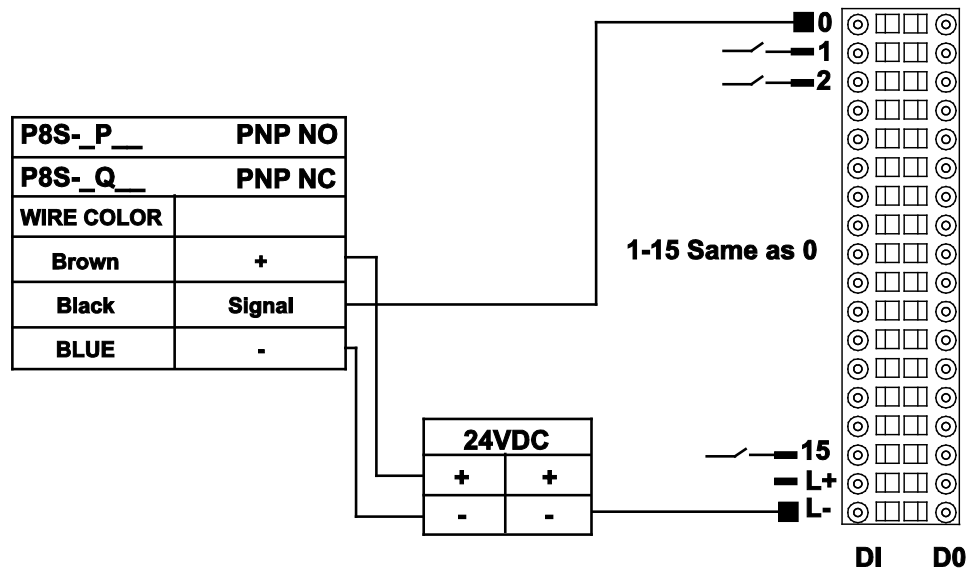 0
1
2
P8S-_P__ PNP NO
P8S-_Q__ PNP NC
WIRE COLOR
Brown +
Black Signal
BLUE -
1-15 Same as 0
24VDC
+ +
- -
15
L+
L-
DI D0